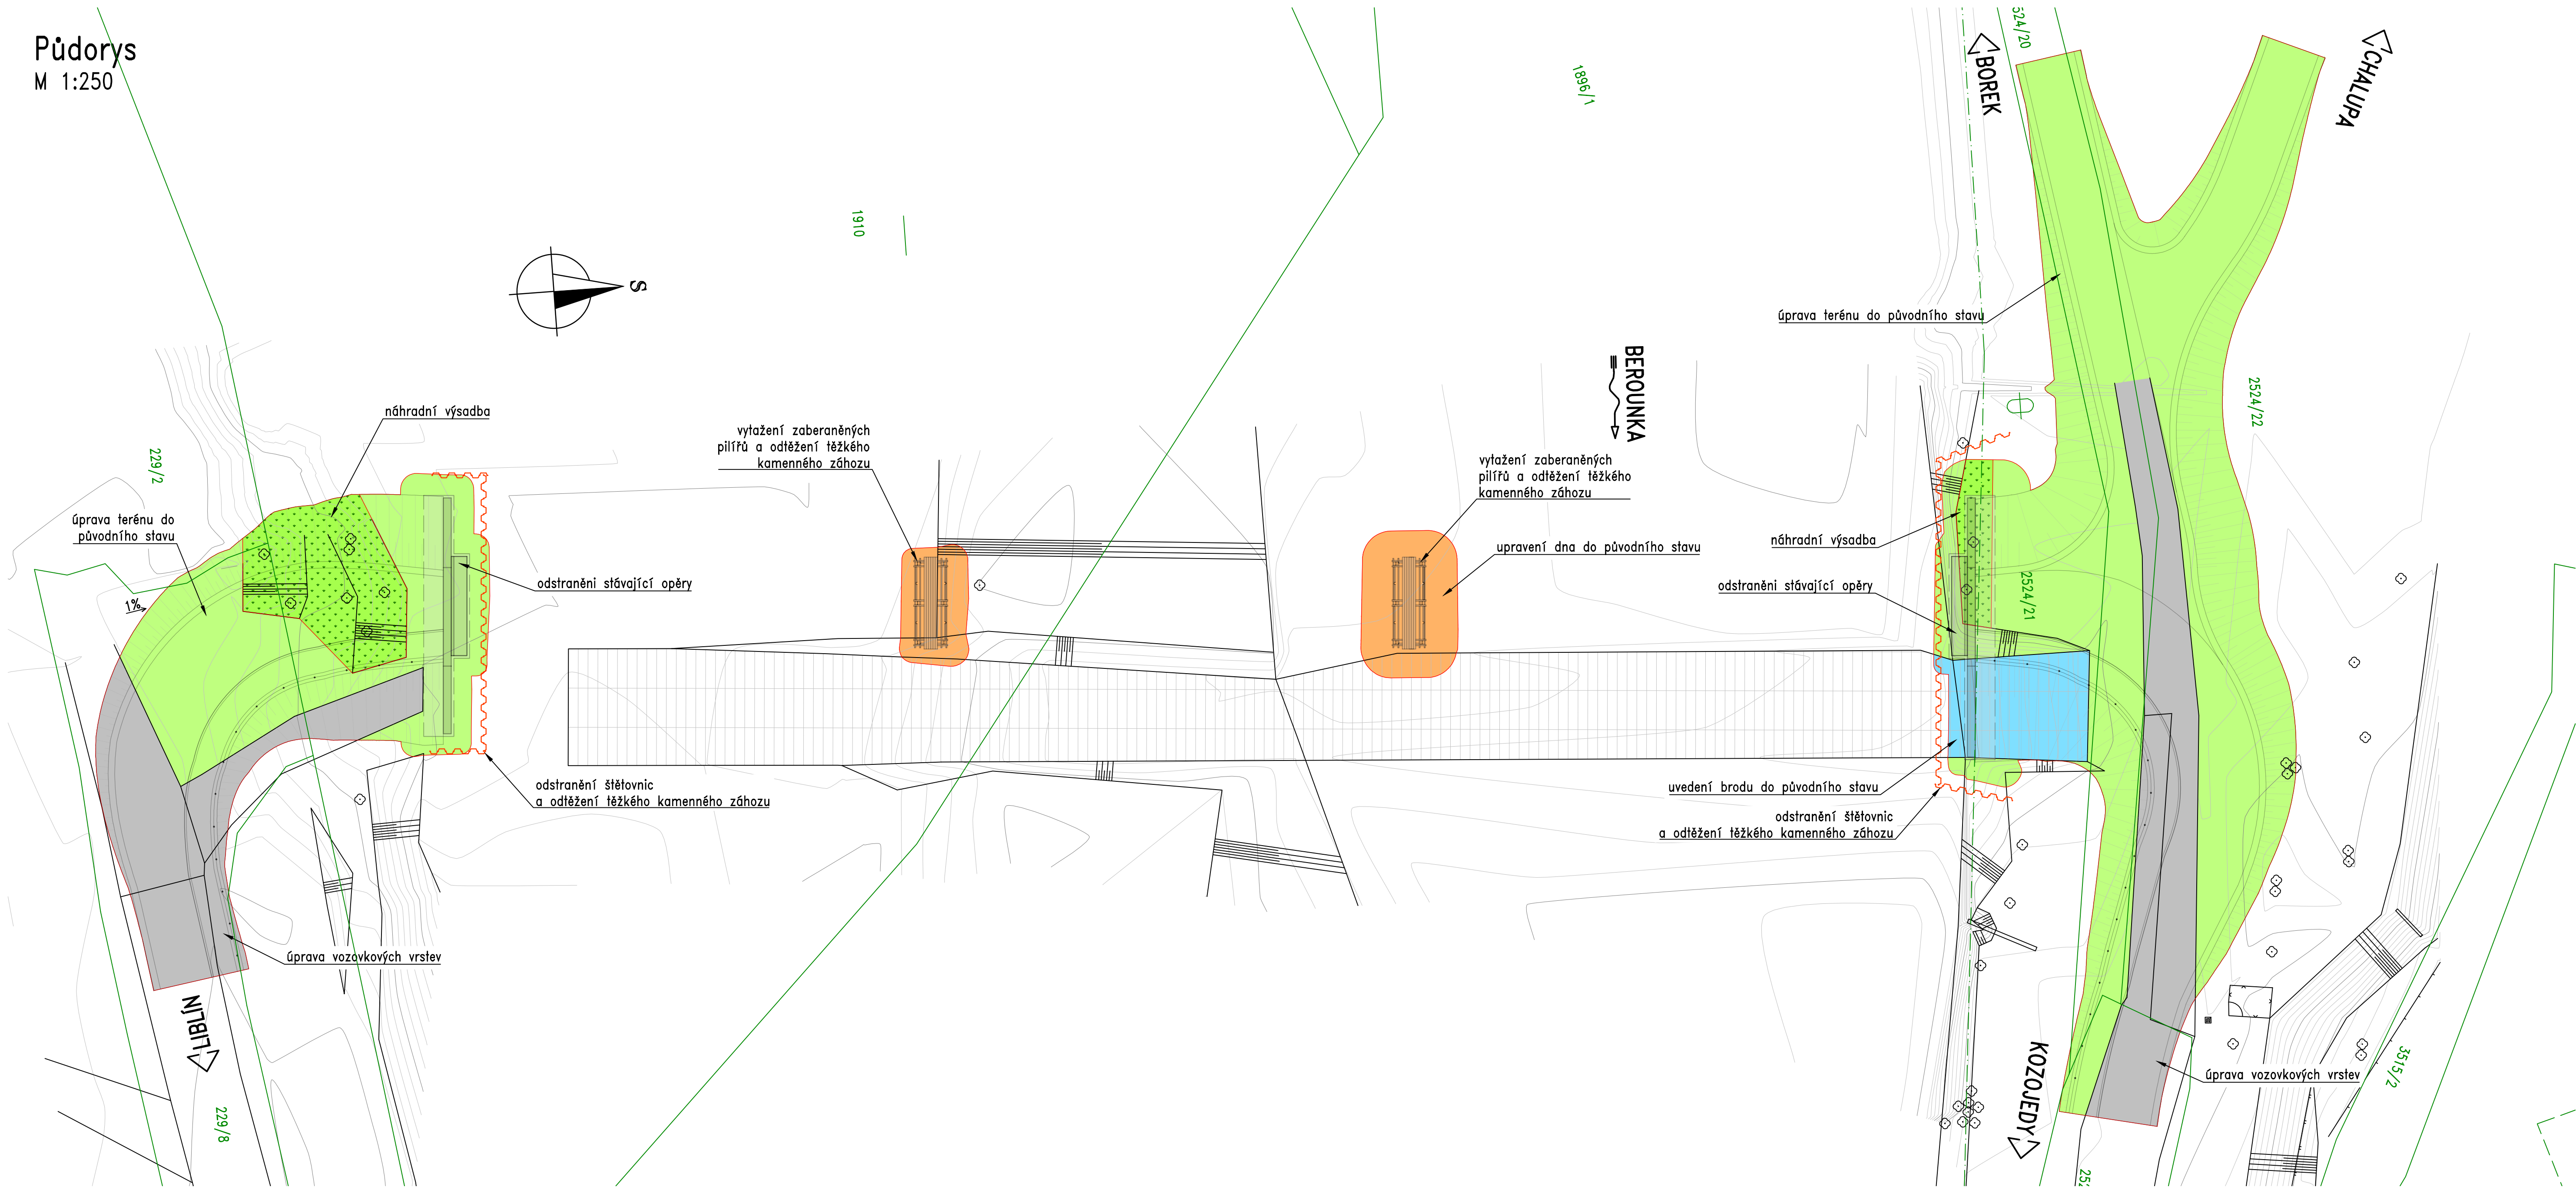 Půdorys
M 1:250
2524/20
BOREK
CHALUPA
1896/1
1910
S
úprava terénu do původního stavu
BEROUNKA
2524/22
náhradní výsadba
vytažení zaberaněných
pilířů a odtěžení těžkého
kamenného záhozu
vytažení zaberaněných
pilířů a odtěžení těžkého
kamenného záhozu
229/2
úprava terénu do
původního stavu
náhradní výsadba
upravení dna do původního stavu
odstraněni stávající opěry
odstraněni stávající opěry
2524/21
1%
odstranění štětovnic
a odtěžení těžkého kamenného záhozu
uvedení brodu do původního stavu
odstranění štětovnic
a odtěžení těžkého kamenného záhozu
úprava vozovkových vrstev
LIBLÍN
KOZOJEDY
úprava vozovkových vrstev
3515/2
229/8